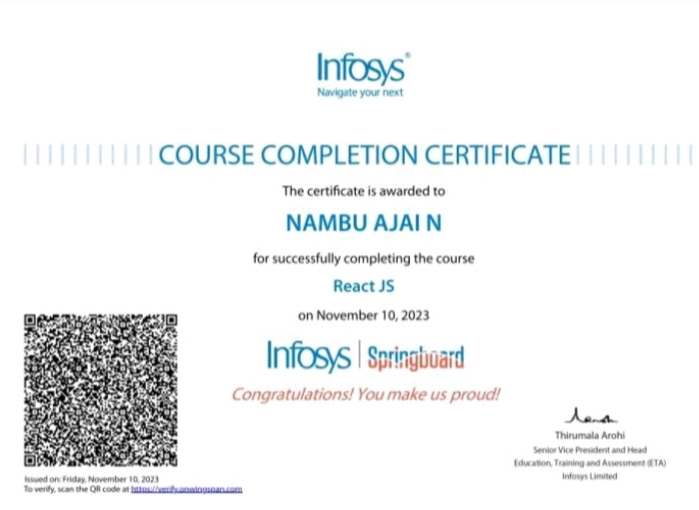 Infosys®
Navigate your next
COURSE COMPLETION CERTIFICATE
The certificate is awarded to
NAMBU AJAI N
for successfully completing the course
React JS
on November 10, 2023
Infosys | Springboard
Congratulations! You make us proud!
Thirumala Arohi
Senior Vice President and Head
Education, Training and Assessment (ETA)
Infosys Limited
Issued on: Friday, November 10, 2023
To verify, scan the QR code at https://verify.onwingspan.com